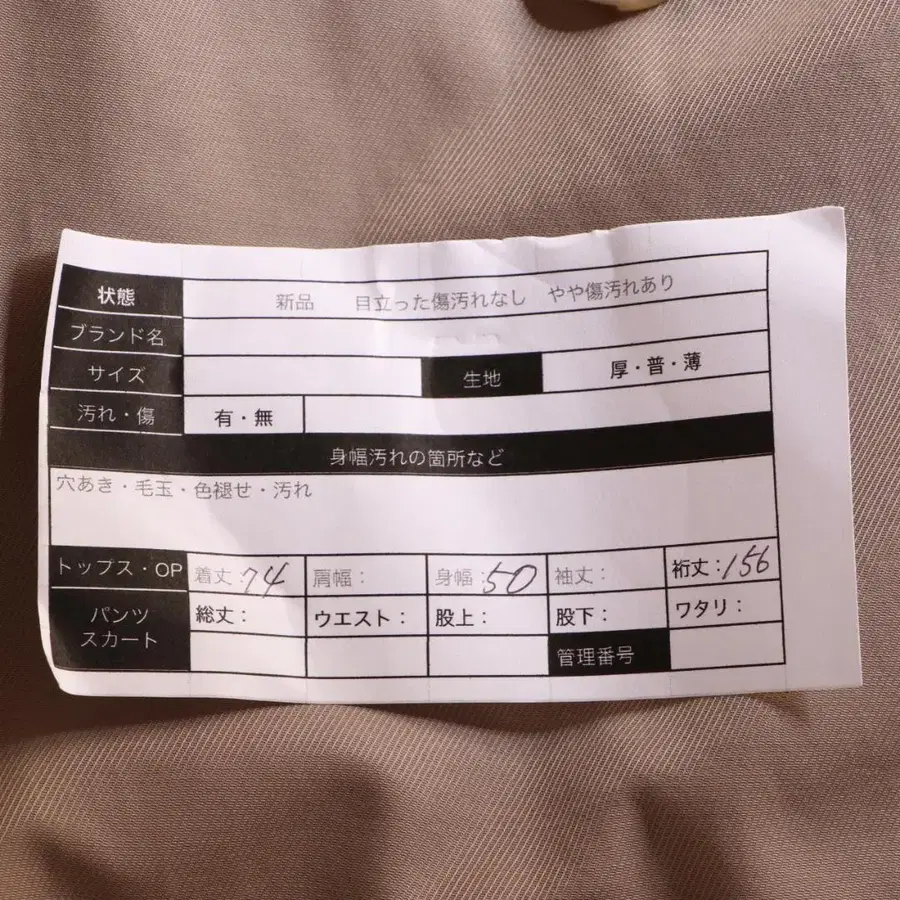 状態 新品 目立った傷汚れなし やや傷汚れあり
ブランド名
サイズ 生地 厚・普・薄
汚れ・傷 有・無
身幅汚れの箇所など
穴あき・毛玉・色褪せ・汚れ
トップス・OP 着丈:74 肩幅: 身幅:50 袖丈: 裄丈:156
パンツ 総丈: ウエスト: 股上: 股下: ワタリ:
スカート 管理番号